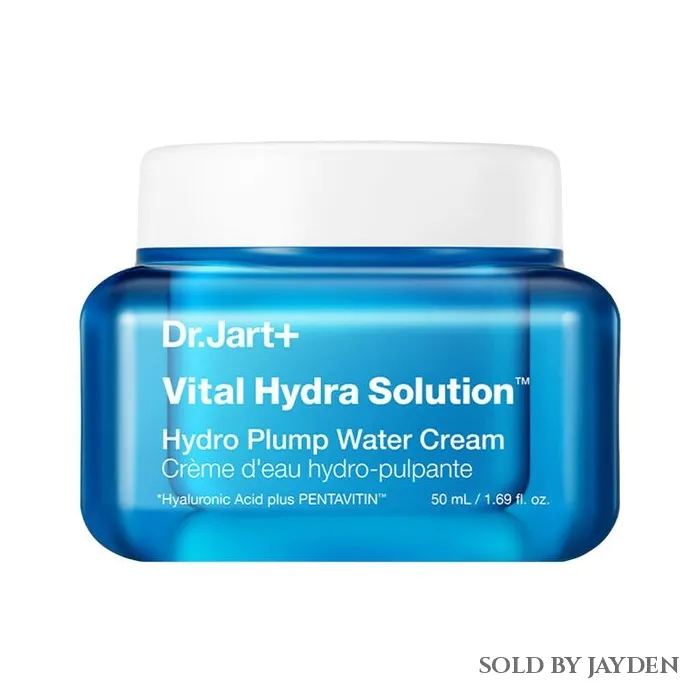 Dr.Jart+
Vital Hydra Solution™
Hydro Plump Water Cream
Crème d'eau hydro-pulpante
*Hyaluronic Acid plus PENTAVITIN™ 50 mL / 1.69 fl. oz.
SOLD BY JAYDEN